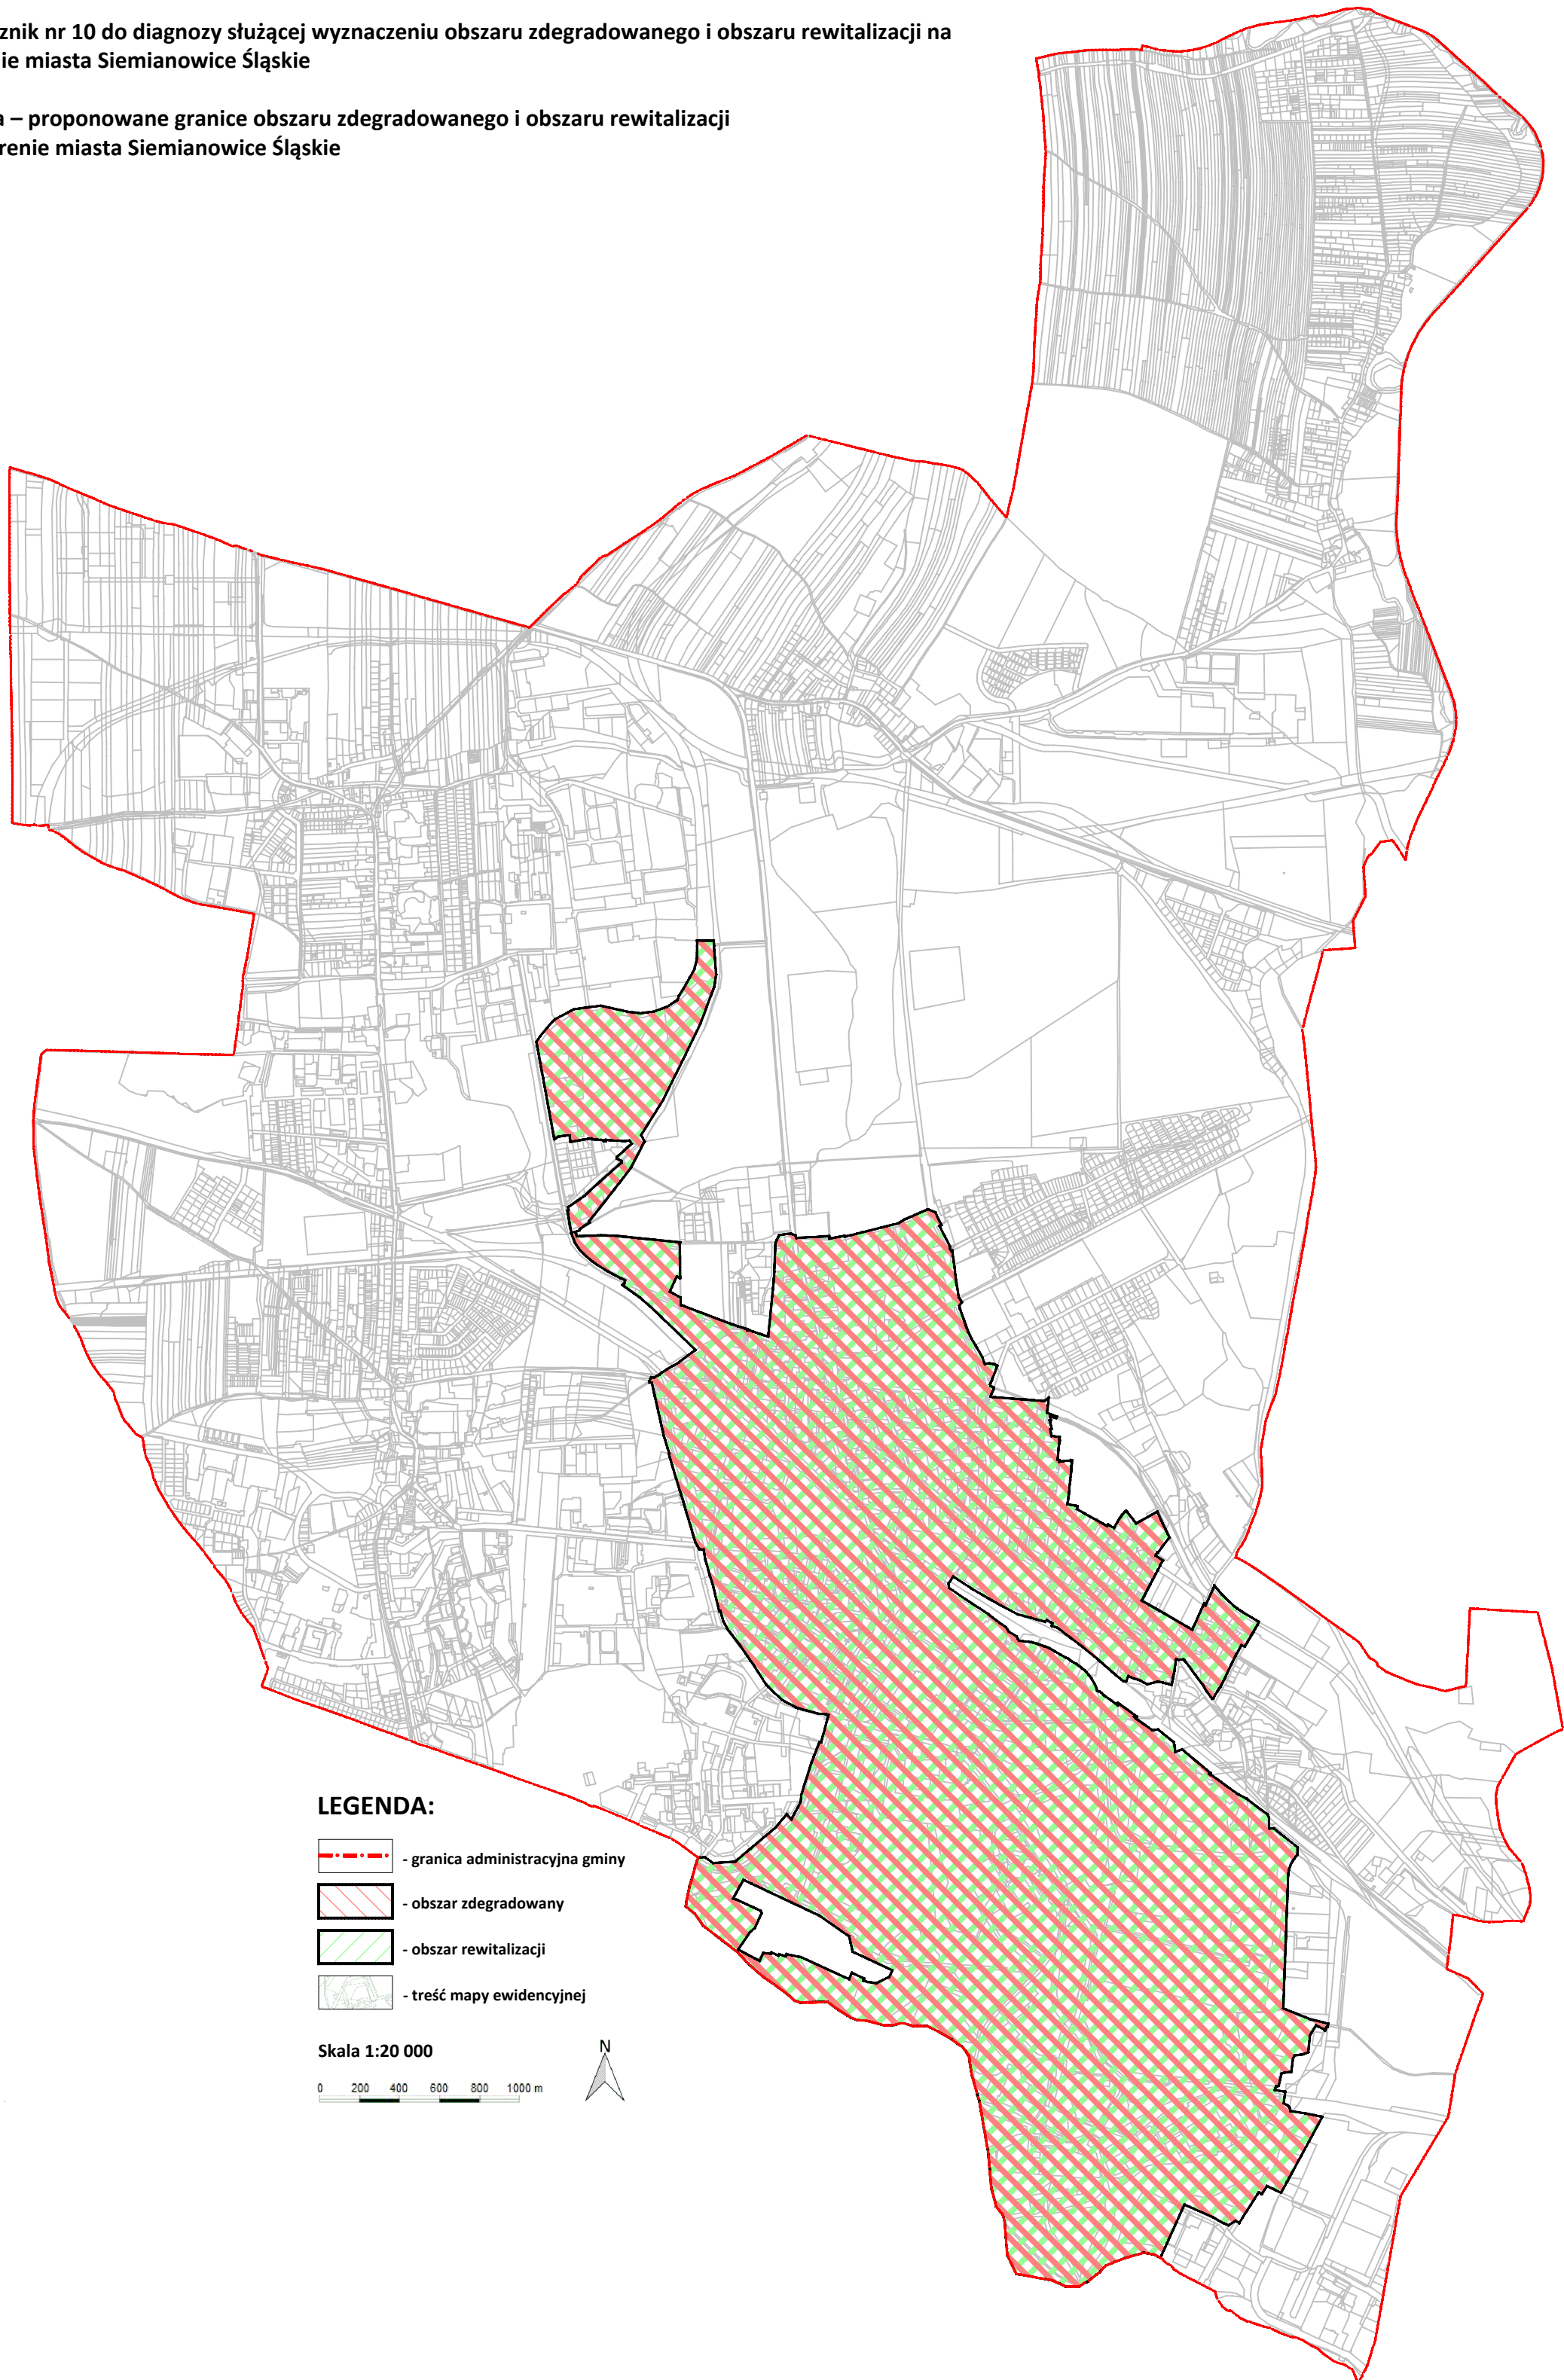 znik nr 10 do diagnozy służącej wyznaczeniu obszaru zdegradowanego i obszaru rewitalizacji na
ie miasta Siemianowice Śląskie
a – proponowane granice obszaru zdegradowanego i obszaru rewitalizacji
renie miasta Siemianowice Śląskie
LEGENDA:
- granica administracyjna gminy
- obszar zdegradowany
- obszar rewitalizacji
- treść mapy ewidencyjnej
Skala 1:20 000
N
0 200 400 600 800 1000 m